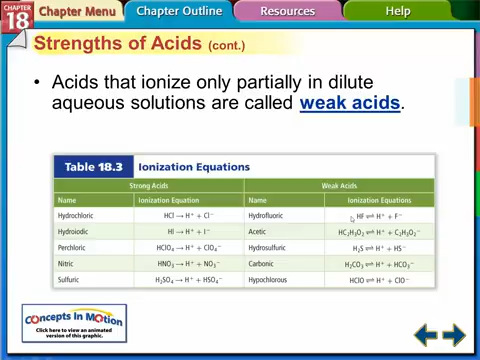 CHAPTER
18
Chapter Menu
Chapter Outline
Resources
Help
Strengths of Acids (cont.)
• Acids that ionize only partially in dilute
aqueous solutions are called weak acids.
Table 18.3 Ionization Equations
Strong Acids Weak Acids
Name Ionization Equation Name Ionization Equations
Hydrochloric HCl → H⁺ + Cl⁻ Hydrofluoric HF ⇌ H⁺ + F⁻
Hydroiodic HI → H⁺ + I⁻ Acetic HC₂H₃O₂ ⇌ H⁺ + C₂H₃O₂⁻
Perchloric HClO₄ → H⁺ + ClO₄⁻ Hydrosulfuric H₂S ⇌ H⁺ + HS⁻
Nitric HNO₃ → H⁺ + NO₃⁻ Carbonic H₂CO₃ ⇌ H⁺ + HCO₃⁻
Sulfuric H₂SO₄ → H⁺ + HSO₄⁻ Hypochlorous HClO ⇌ H⁺ + ClO⁻
Concepts In Motion
Click here to view an animated
version of this graphic.